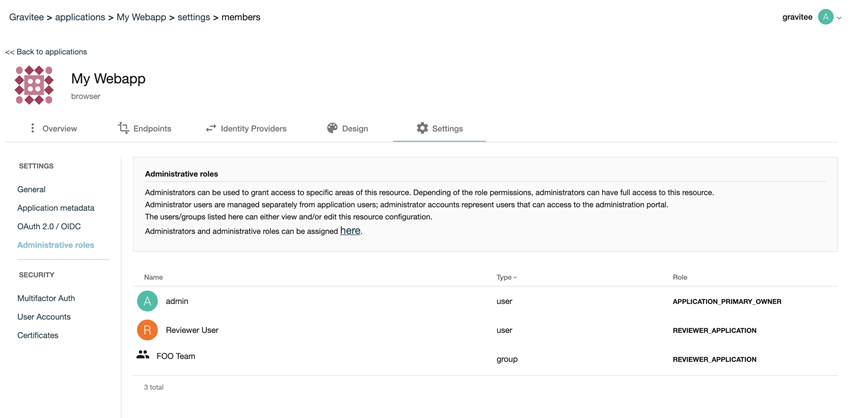 Gravitee > applications > My Webapp > settings > members
gravitee A
<< Back to applications
My Webapp
browser
Overview Endpoints Identity Providers Design Settings
SETTINGS
General
Application metadata
OAuth 2.0 / OIDC
Administrative roles
SECURITY
Multifactor Auth
User Accounts
Certificates
Administrative roles
Administrators can be used to grant access to specific areas of this resource. Depending of the role permissions, administrators can have full access to this resource.
Administrator users are managed separately from application users; administrator accounts represent users that can access to the administration portal.
The users/groups listed here can either view and/or edit this resource configuration.
Administrators and administrative roles can be assigned here.
Name Type Role
A admin user APPLICATION_PRIMARY_OWNER
R Reviewer User user REVIEWER_APPLICATION
FOO Team group REVIEWER_APPLICATION
3 total